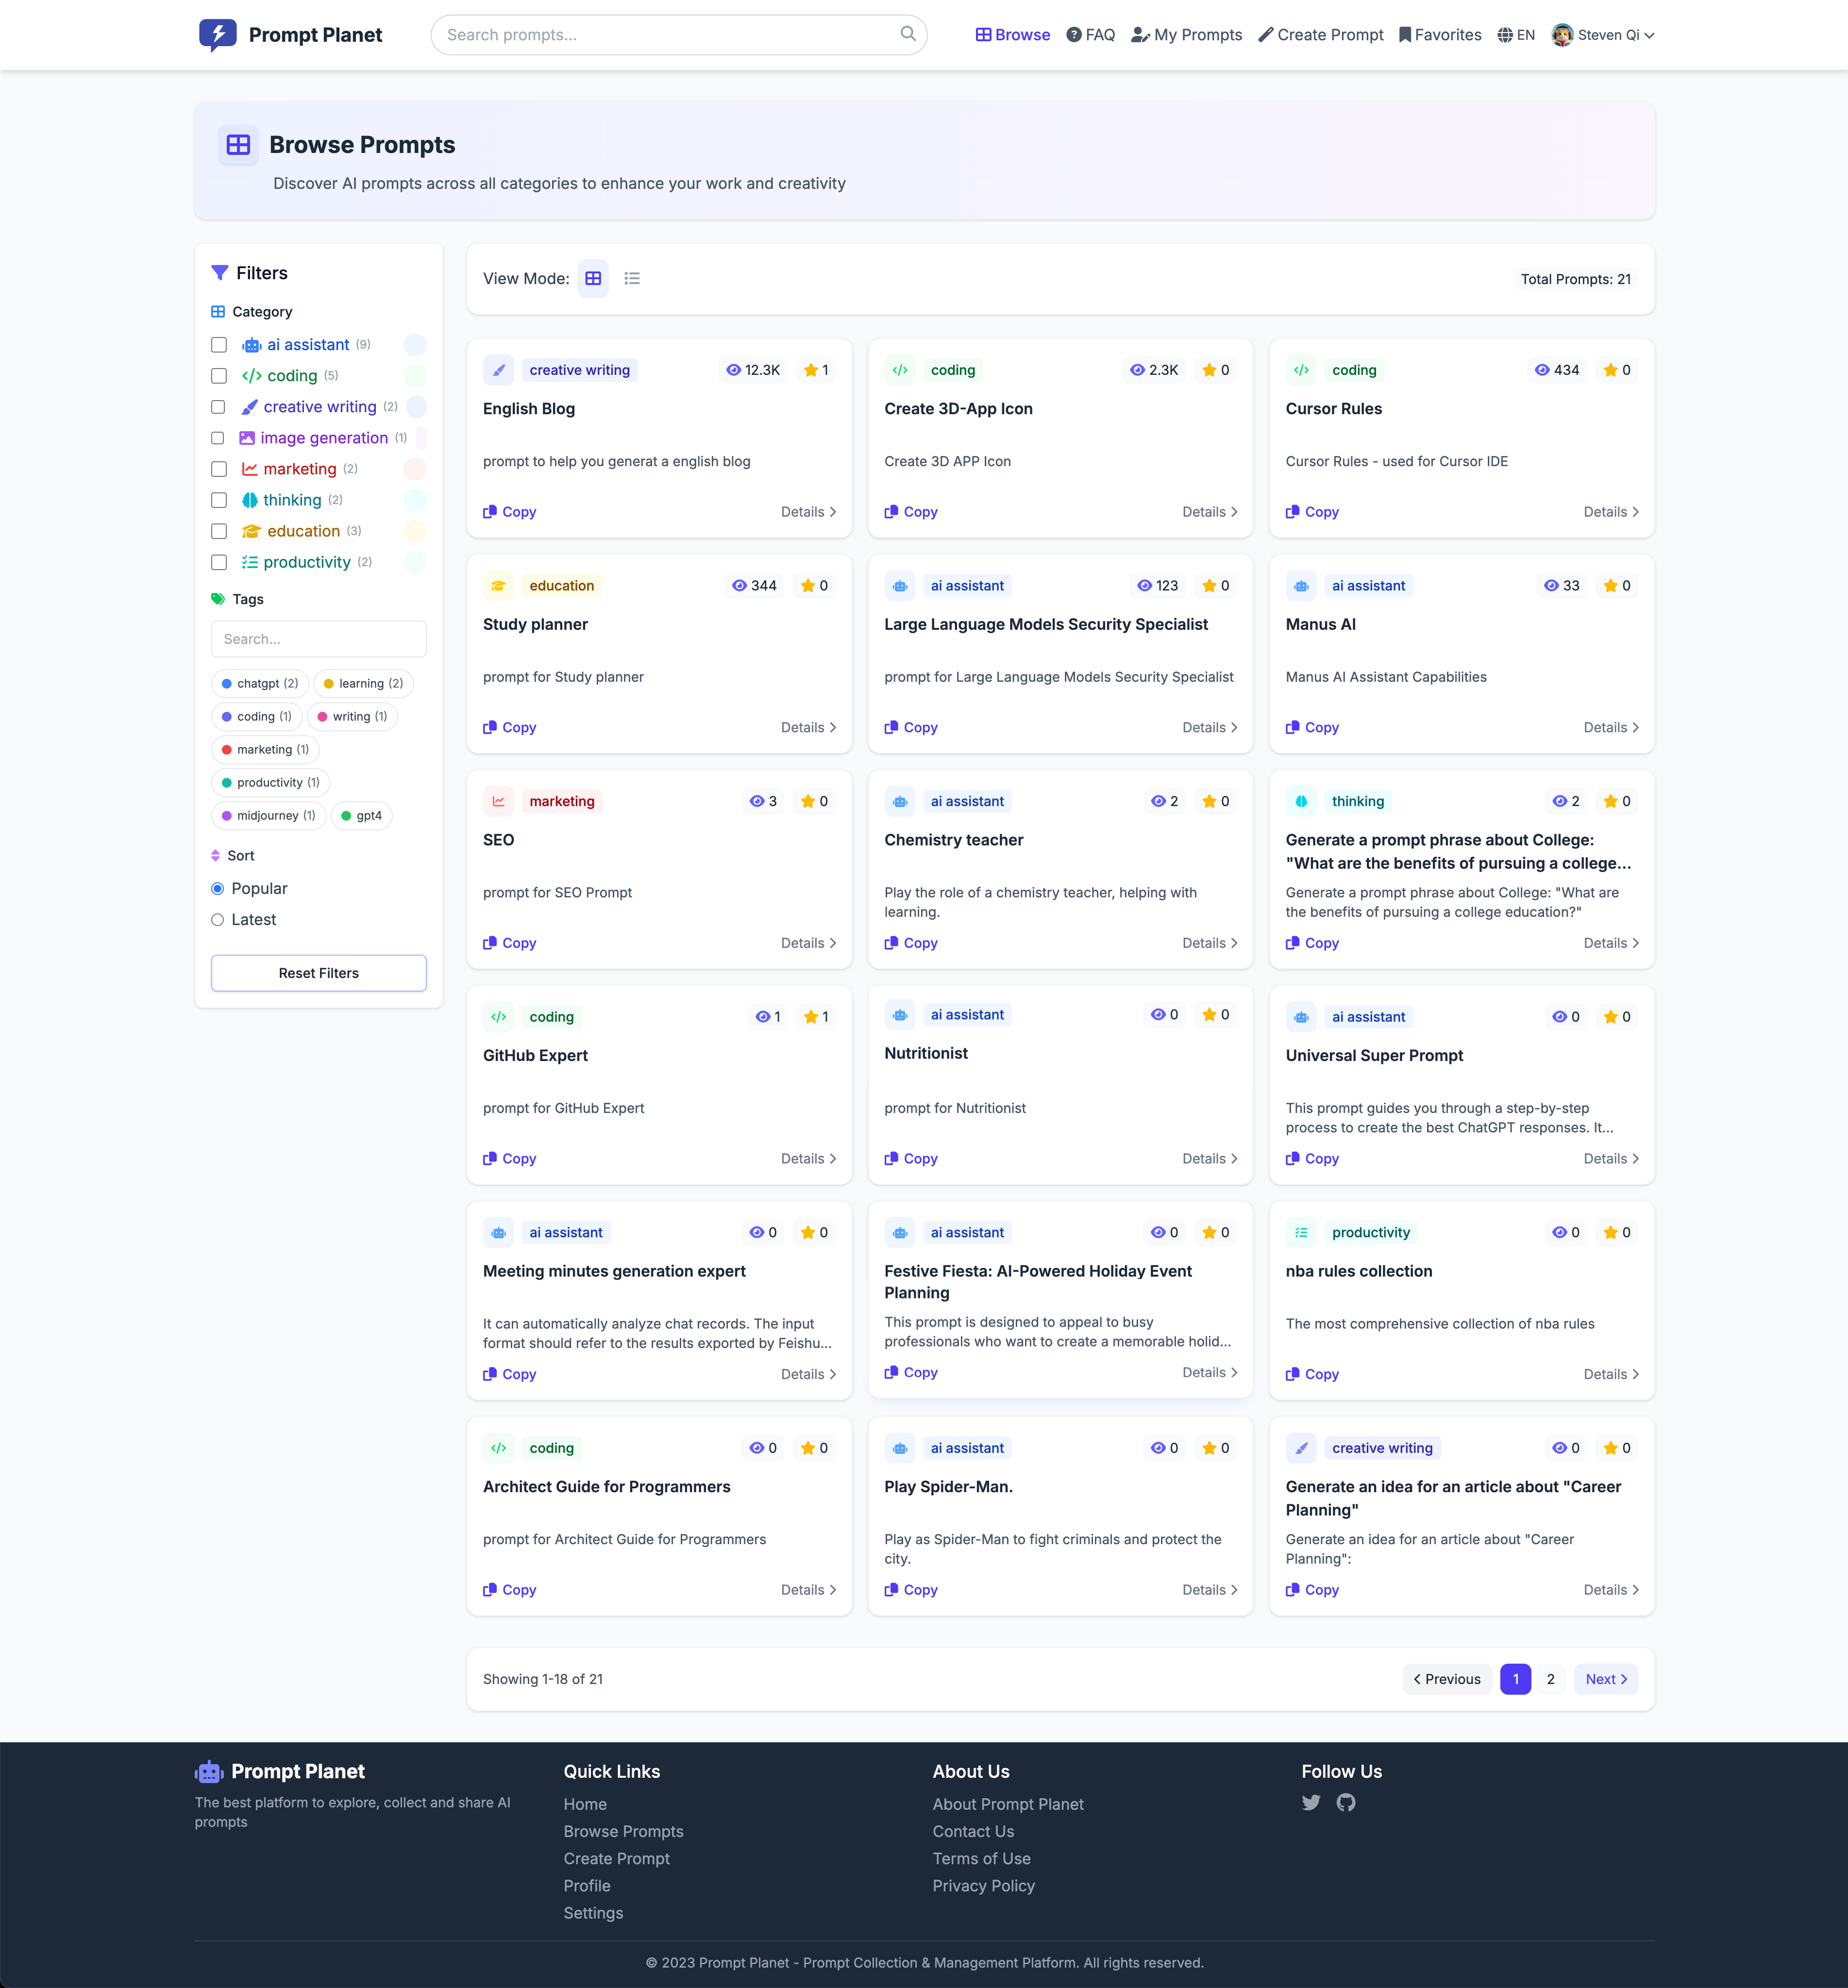 Prompt Planet
Search prompts...
Browse
FAQ
My Prompts
Create Prompt
Favorites
EN
Steven Qi
Browse Prompts
Discover AI prompts across all categories to enhance your work and creativity
Filters
Category
ai assistant (9)
coding (5)
creative writing (2)
image generation (1)
marketing (2)
thinking (2)
education (3)
productivity (2)
Tags
Search...
chatgpt (2)
learning (2)
coding (1)
writing (1)
marketing (1)
productivity (1)
midjourney (1)
gpt4
Sort
Popular
Latest
Reset Filters
View Mode:
Total Prompts: 21
creative writing
12.3K
1
English Blog
prompt to help you generat a english blog
Copy
Details
coding
2.3K
0
Create 3D-App Icon
Create 3D APP Icon
Copy
Details
coding
434
0
Cursor Rules
Cursor Rules - used for Cursor IDE
Copy
Details
education
344
0
Study planner
prompt for Study planner
Copy
Details
ai assistant
123
0
Large Language Models Security Specialist
prompt for Large Language Models Security Specialist
Copy
Details
ai assistant
33
0
Manus AI
Manus AI Assistant Capabilities
Copy
Details
marketing
3
0
SEO
prompt for SEO Prompt
Copy
Details
ai assistant
2
0
Chemistry teacher
Play the role of a chemistry teacher, helping with
learning.
Copy
Details
thinking
2
0
Generate a prompt phrase about College:
"What are the benefits of pursuing a college...
Generate a prompt phrase about College: "What are
the benefits of pursuing a college education?"
Copy
Details
coding
1
1
GitHub Expert
prompt for GitHub Expert
Copy
Details
ai assistant
0
0
Nutritionist
prompt for Nutritionist
Copy
Details
ai assistant
0
0
Universal Super Prompt
This prompt guides you through a step-by-step
process to create the best ChatGPT responses. It...
Copy
Details
ai assistant
0
0
Meeting minutes generation expert
It can automatically analyze chat records. The input
format should refer to the results exported by Feishu...
Copy
Details
ai assistant
0
0
Festive Fiesta: AI-Powered Holiday Event
Planning
This prompt is designed to appeal to busy
professionals who want to create a memorable holid...
Copy
Details
productivity
0
0
nba rules collection
The most comprehensive collection of nba rules
Copy
Details
coding
0
0
Architect Guide for Programmers
prompt for Architect Guide for Programmers
Copy
Details
ai assistant
0
0
Play Spider-Man.
Play as Spider-Man to fight criminals and protect the
city.
Copy
Details
creative writing
0
0
Generate an idea for an article about "Career
Planning"
Generate an idea for an article about "Career
Planning":
Copy
Details
Showing 1-18 of 21
Previous
1
2
Next
Prompt Planet
The best platform to explore, collect and share AI
prompts
Quick Links
Home
Browse Prompts
Create Prompt
Profile
Settings
About Us
About Prompt Planet
Contact Us
Terms of Use
Privacy Policy
Follow Us
© 2023 Prompt Planet - Prompt Collection & Management Platform. All rights reserved.